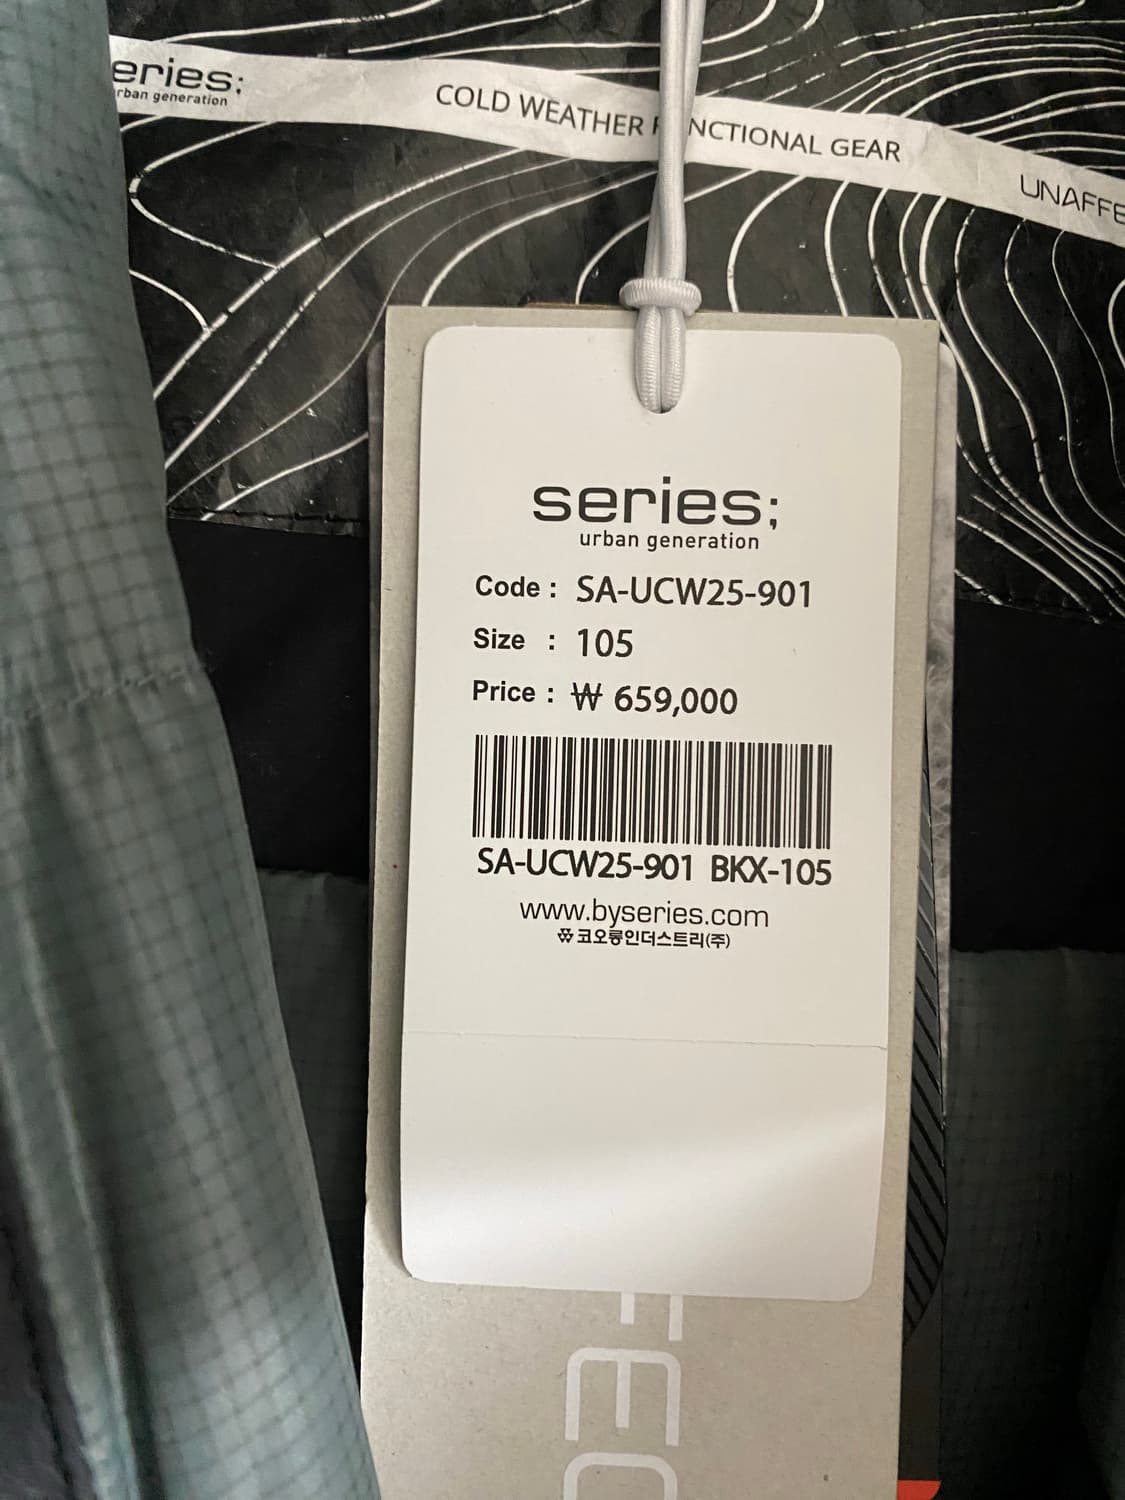 eries;
rban generation
COLD WEATHER F NCTIONAL GEAR
UNAFFE
series;
urban generation
Code : SA-UCW25-901
Size : 105
Price : ₩ 659,000
SA-UCW25-901 BKX-105
www.byseries.com
코오롱인더스트리(주)